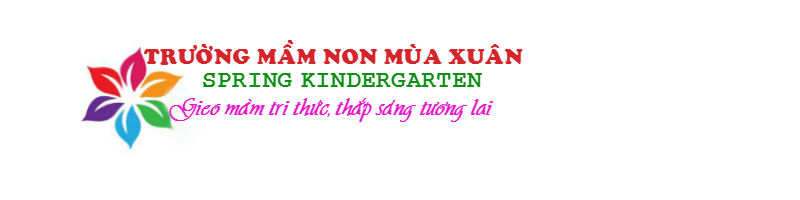 TRƯỜNG MẦM NON MÙA XUÂN
SPRING KINDERGARTEN
Gieo mầm tri thức, thắp sáng tương lai